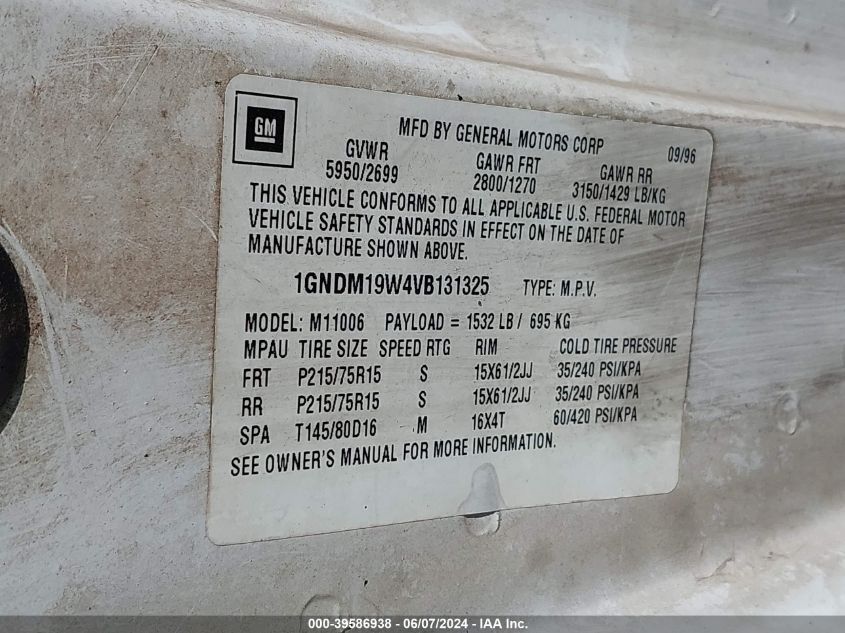 GM
MFD BY GENERAL MOTORS CORP 09/96
GVWR GAWR FRT GAWR RR
5950/2699 2800/1270 3150/1429 LB/KG
THIS VEHICLE CONFORMS TO ALL APPLICABLE U.S. FEDERAL MOTOR
VEHICLE SAFETY STANDARDS IN EFFECT ON THE DATE OF
MANUFACTURE SHOWN ABOVE.
1GNDM19W4VB131325 TYPE: M.P.V.
MODEL: M11006 PAYLOAD = 1532 LB / 695 KG
MPAU TIRE SIZE SPEED RTG RIM COLD TIRE PRESSURE
FRT P215/75R15 S 15X61/2JJ 35/240 PSI/KPA
RR P215/75R15 S 15X61/2JJ 35/240 PSI/KPA
SPA T145/80D16 M 16X4T 60/420 PSI/KPA
SEE OWNER'S MANUAL FOR MORE INFORMATION.
000-39586938 - 06/07/2024 - IAA Inc.